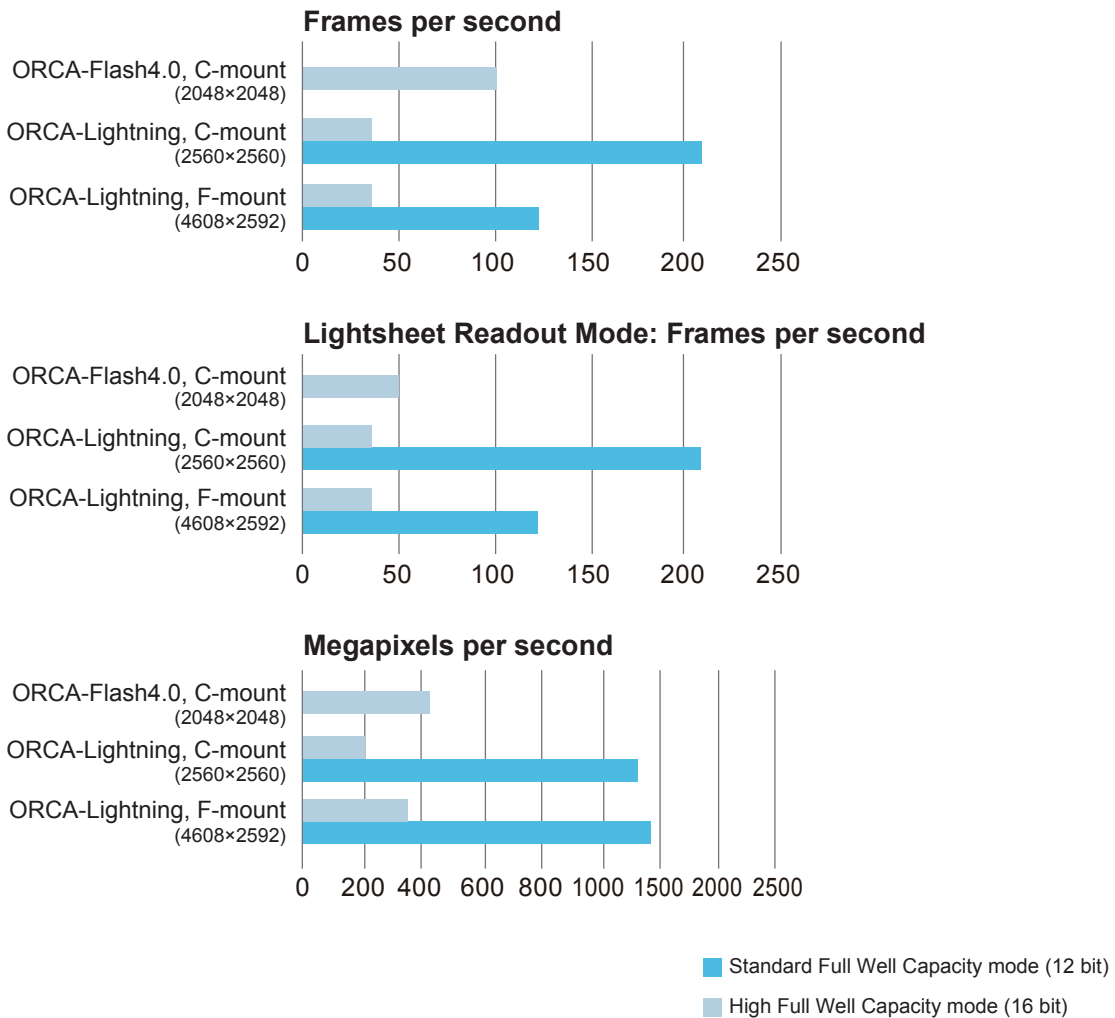 Frames per second
ORCA-Flash4.0, C-mount
(2048×2048)
ORCA-Lightning, C-mount
(2560×2560)
ORCA-Lightning, F-mount
(4608×2592)
0 50 100 150 200 250
Lightsheet Readout Mode: Frames per second
ORCA-Flash4.0, C-mount
(2048×2048)
ORCA-Lightning, C-mount
(2560×2560)
ORCA-Lightning, F-mount
(4608×2592)
0 50 100 150 200 250
Megapixels per second
ORCA-Flash4.0, C-mount
(2048×2048)
ORCA-Lightning, C-mount
(2560×2560)
ORCA-Lightning, F-mount
(4608×2592)
0 200 400 600 800 1000 1500 2000 2500
Standard Full Well Capacity mode (12 bit)
High Full Well Capacity mode (16 bit)